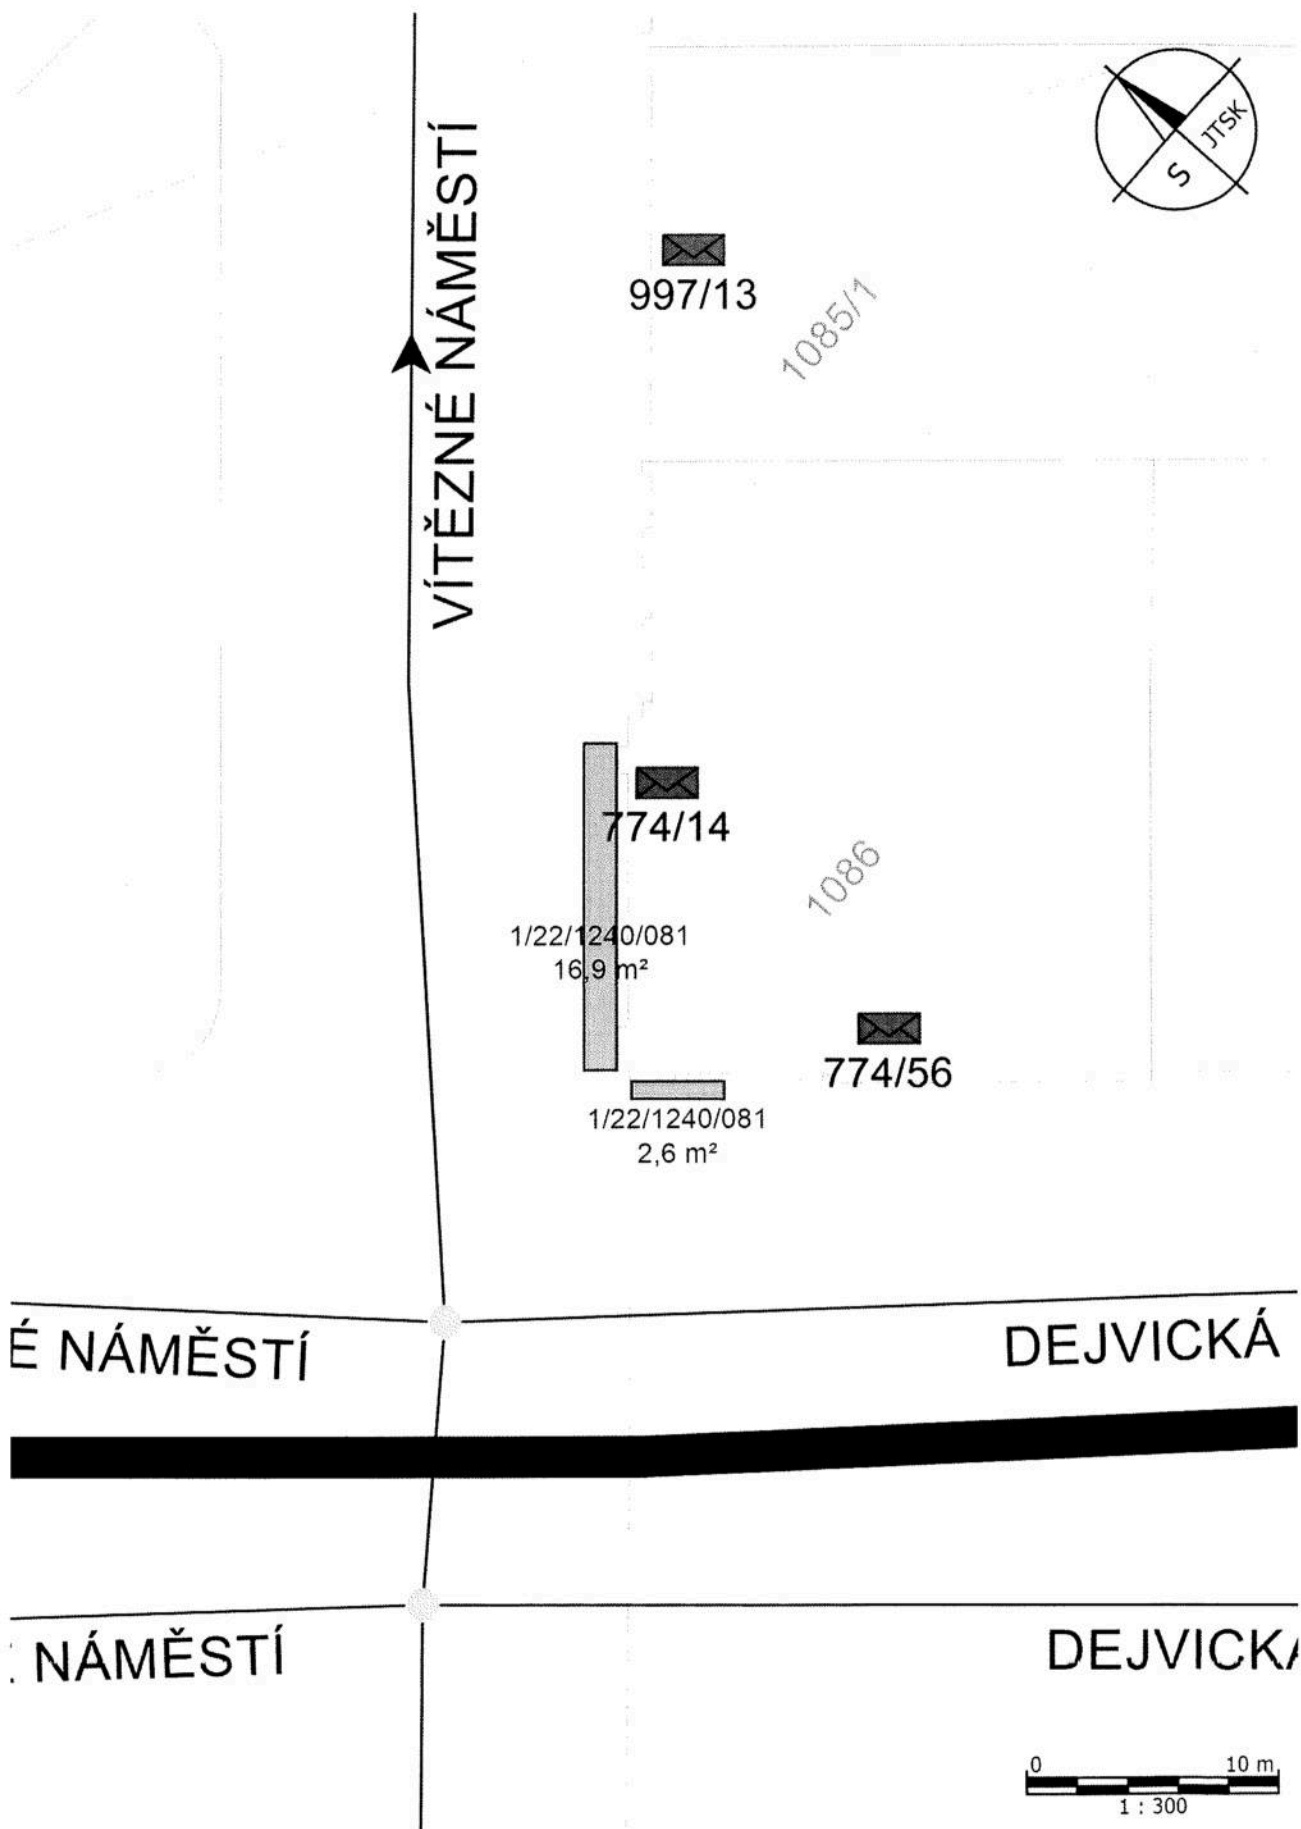 JTSK
S
VÍTĚZNÉ NÁMĚSTÍ
997/13
1085/1
774/14
1086
1/22/1240/081
16,9 m²
774/56
1/22/1240/081
2,6 m²
É NÁMĚSTÍ
DEJVICKÁ
NÁMĚSTÍ
DEJVICKÁ
0 10 m
1 : 300